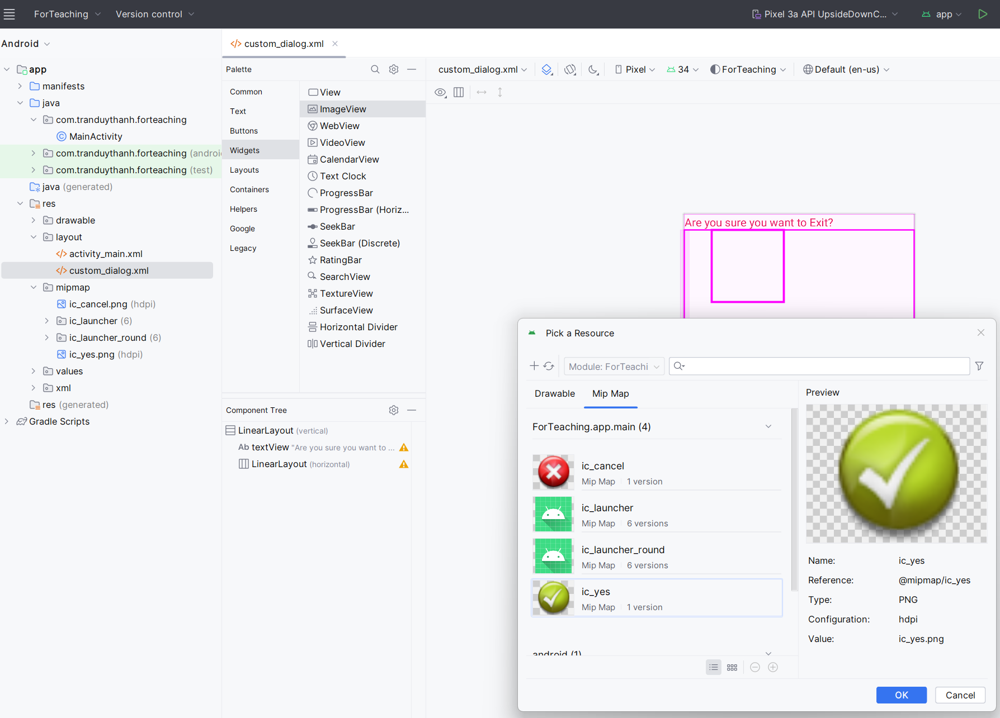 ForTeaching
Version control
Pixel 3a API UpsideDownC...
app
Android
custom_dialog.xml
app
manifests
java
com.tranduythanh.forteaching
MainActivity
com.tranduythanh.forteaching (androi
com.tranduythanh.forteaching (test)
java (generated)
res
drawable
layout
activity_main.xml
custom_dialog.xml
mipmap
ic_cancel.png (hdpi)
ic_launcher (6)
ic_launcher_round (6)
ic_yes.png (hdpi)
values
xml
res (generated)
Gradle Scripts
Palette
Common
Text
Buttons
Widgets
Layouts
Containers
Helpers
Google
Legacy
View
ImageView
WebView
VideoView
CalendarView
Text Clock
ProgressBar
ProgressBar (Horiz...
SeekBar
SeekBar (Discrete)
RatingBar
SearchView
TextureView
SurfaceView
Horizontal Divider
Vertical Divider
Component Tree
LinearLayout (vertical)
Ab textView "Are you sure you want to ...
LinearLayout (horizontal)
custom_dialog.xml
Pixel
34
ForTeaching
Default (en-us)
Are you sure you want to Exit?
Pick a Resource
Module: ForTeachi
Drawable
Mip Map
ForTeaching.app.main (4)
ic_cancel
Mip Map
1 version
ic_launcher
Mip Map
6 versions
ic_launcher_round
Mip Map
6 versions
ic_yes
Mip Map
1 version
android (1)
Preview
Name: ic_yes
Reference: @mipmap/ic_yes
Type: PNG
Configuration: hdpi
Value: ic_yes.png
OK
Cancel